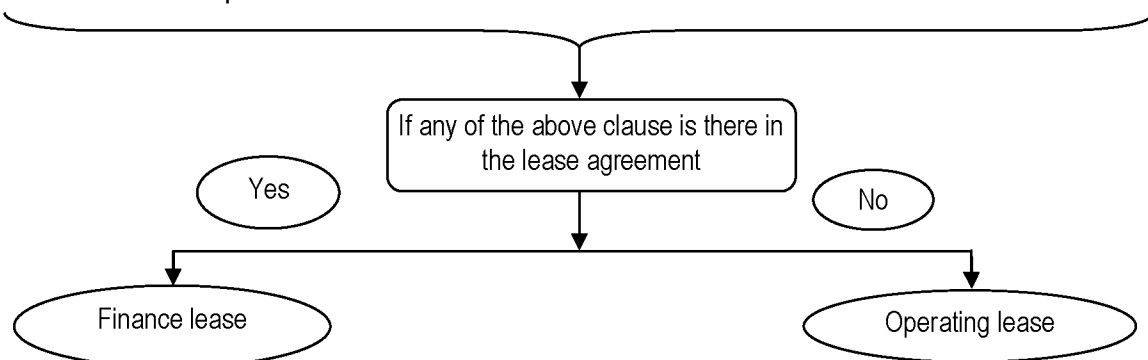 If any of the above clause is there in
the lease agreement
Yes
No
Finance lease
Operating lease